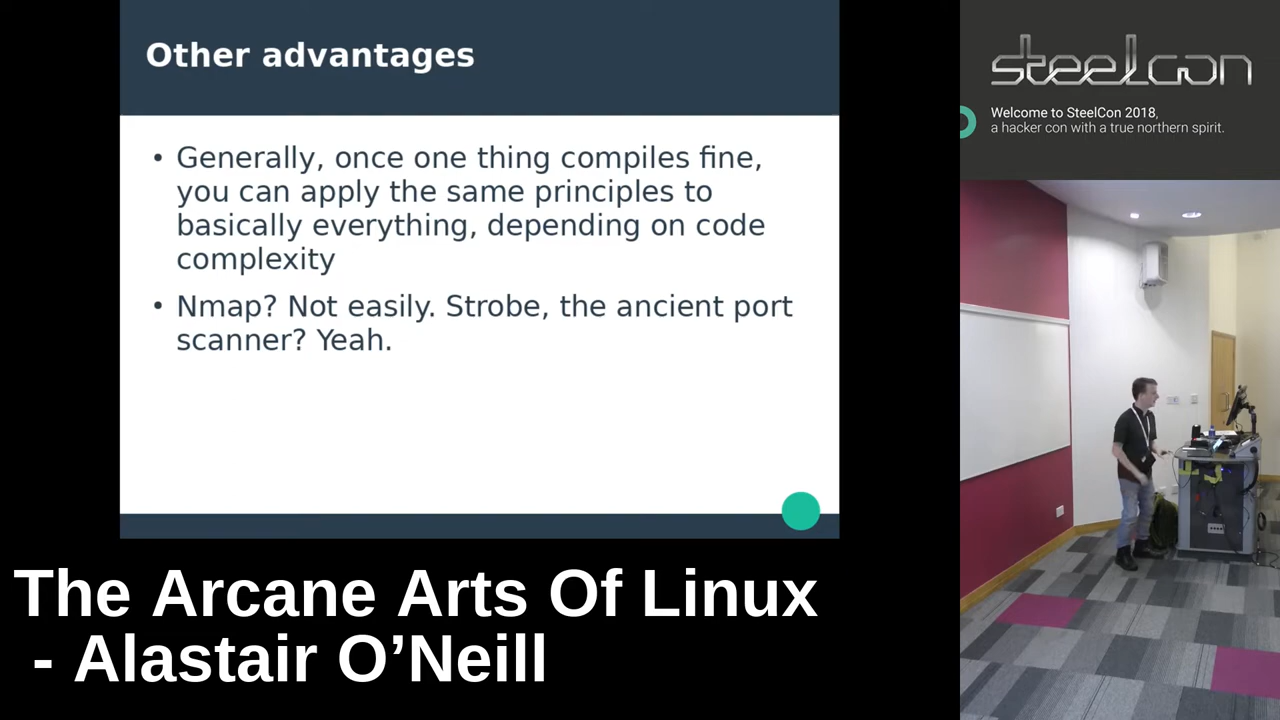 Other advantages
• Generally, once one thing compiles fine,
you can apply the same principles to
basically everything, depending on code
complexity
• Nmap? Not easily. Strobe, the ancient port
scanner? Yeah.
The Arcane Arts Of Linux
- Alastair O’Neill
steelcon
Welcome to SteelCon 2018,
a hacker con with a true northern spirit.